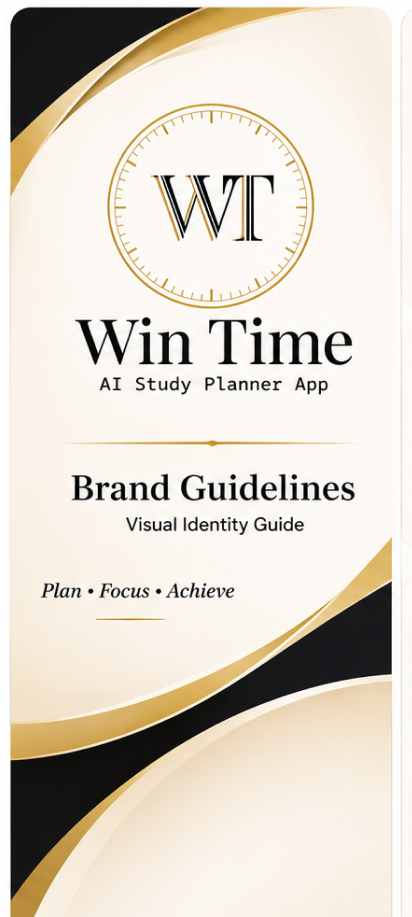 WT
Win Time
AI Study Planner App
Brand Guidelines
Visual Identity Guide
Plan • Focus • Achieve